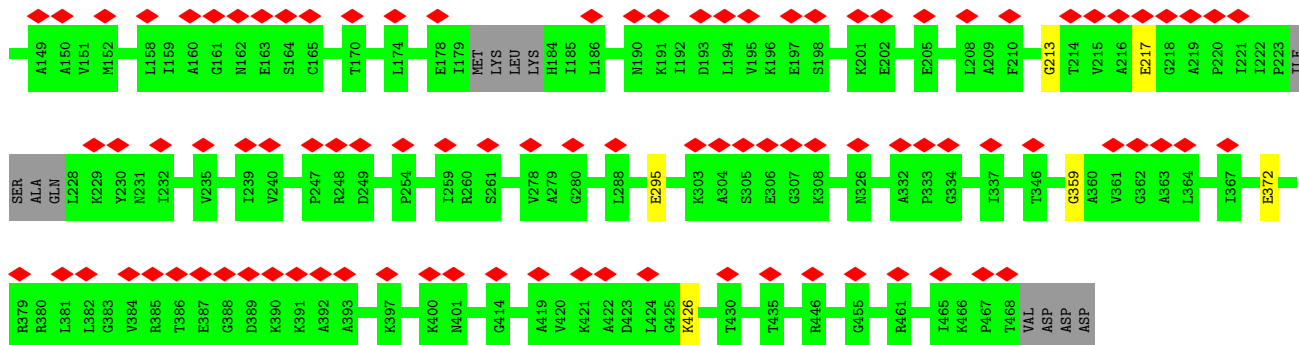 A149 A150 V151 M152 L158 I159 A160 G161 N162 E163 S164 C165 T170 L174 E178 I179 MET LYS LEU LYS H184 I185 L186 N190 K191 I192 D193 L194 V195 K196 E197 S198 K201 E202 E205 L208 A209 F210 G213 T214 V215 A216 E217 G218 A219 P220 I221 I222 P223 ILE
SER ALA GLN L228 K229 Y230 N231 I232 V235 I239 V240 P247 R248 D249 P254 I259 R260 S261 V278 A279 G280 L288 E295 K303 A304 S305 E306 G307 K308 N326 A332 P333 G334 I337 T346 G359 A360 V361 G362 A363 L364 I367 E372
R379 R380 L381 L382 G383 V384 R385 T386 E387 G388 D389 K390 K391 A392 A393 K397 K400 N401 G414 A419 V420 K421 A422 D423 L424 G425 K426 T430 T435 R446 G455 R461 I465 K466 P467 T468 VAL ASP ASP ASP